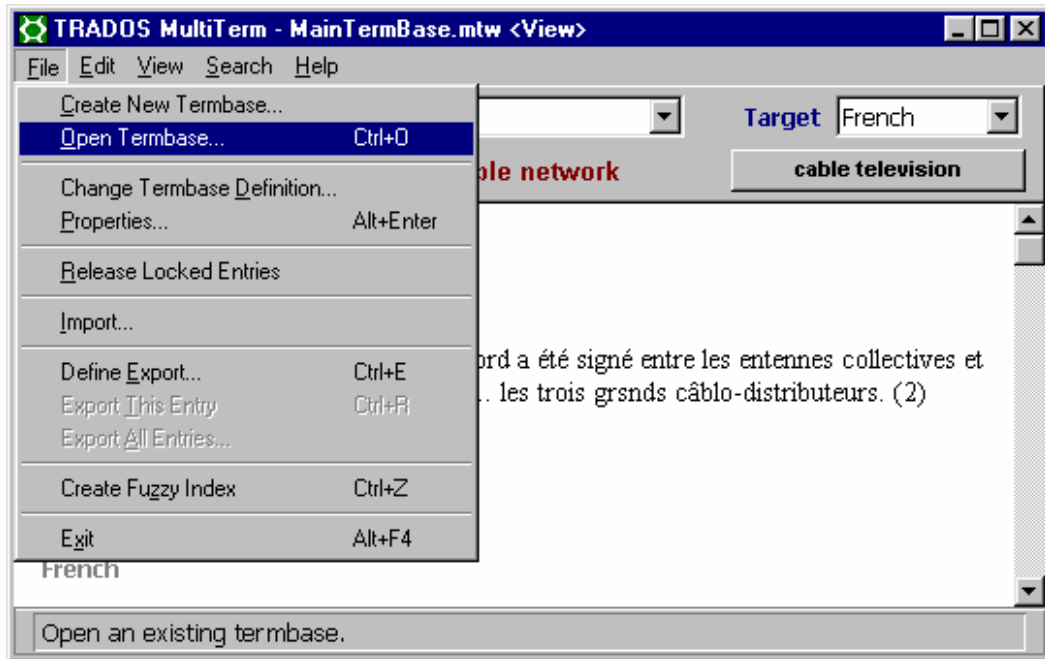 TRADOS MultiTerm - MainTermBase.mtw <View>
File Edit View Search Help
Create New Termbase...
Open Termbase... Ctrl+O
Target French
Change Termbase Definition...
network
cable television
Properties... Alt+Enter
Release Locked Entries
Import...
Define Export... Ctrl+E
a été signé entre les entennes collectives et
Export This Entry Ctrl+R
.. les trois grsnds câblo-distributeurs. (2)
Export All Entries...
Create Fuzzy Index Ctrl+Z
Exit Alt+F4
French
Open an existing termbase.